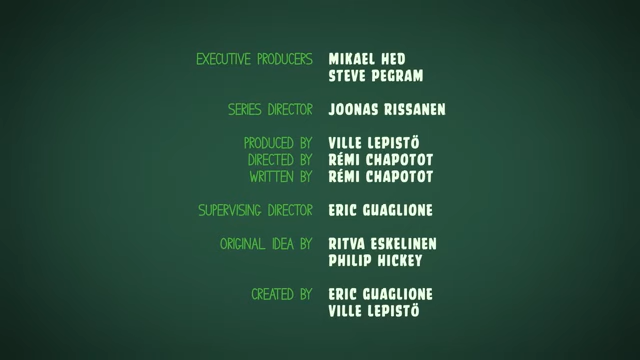 EXECUTIVE PRODUCERS MIKAEL HED
STEVE PEGRAM
SERIES DIRECTOR JOONAS RISSANEN
PRODUCED BY VILLE LEPISTÖ
DIRECTED BY RÉMI CHAPOTOT
WRITTEN BY RÉMI CHAPOTOT
SUPERVISING DIRECTOR ERIC GUAGLIONE
ORIGINAL IDEA BY RITVA ESKELINEN
PHILIP HICKEY
CREATED BY ERIC GUAGLIONE
VILLE LEPISTÖ